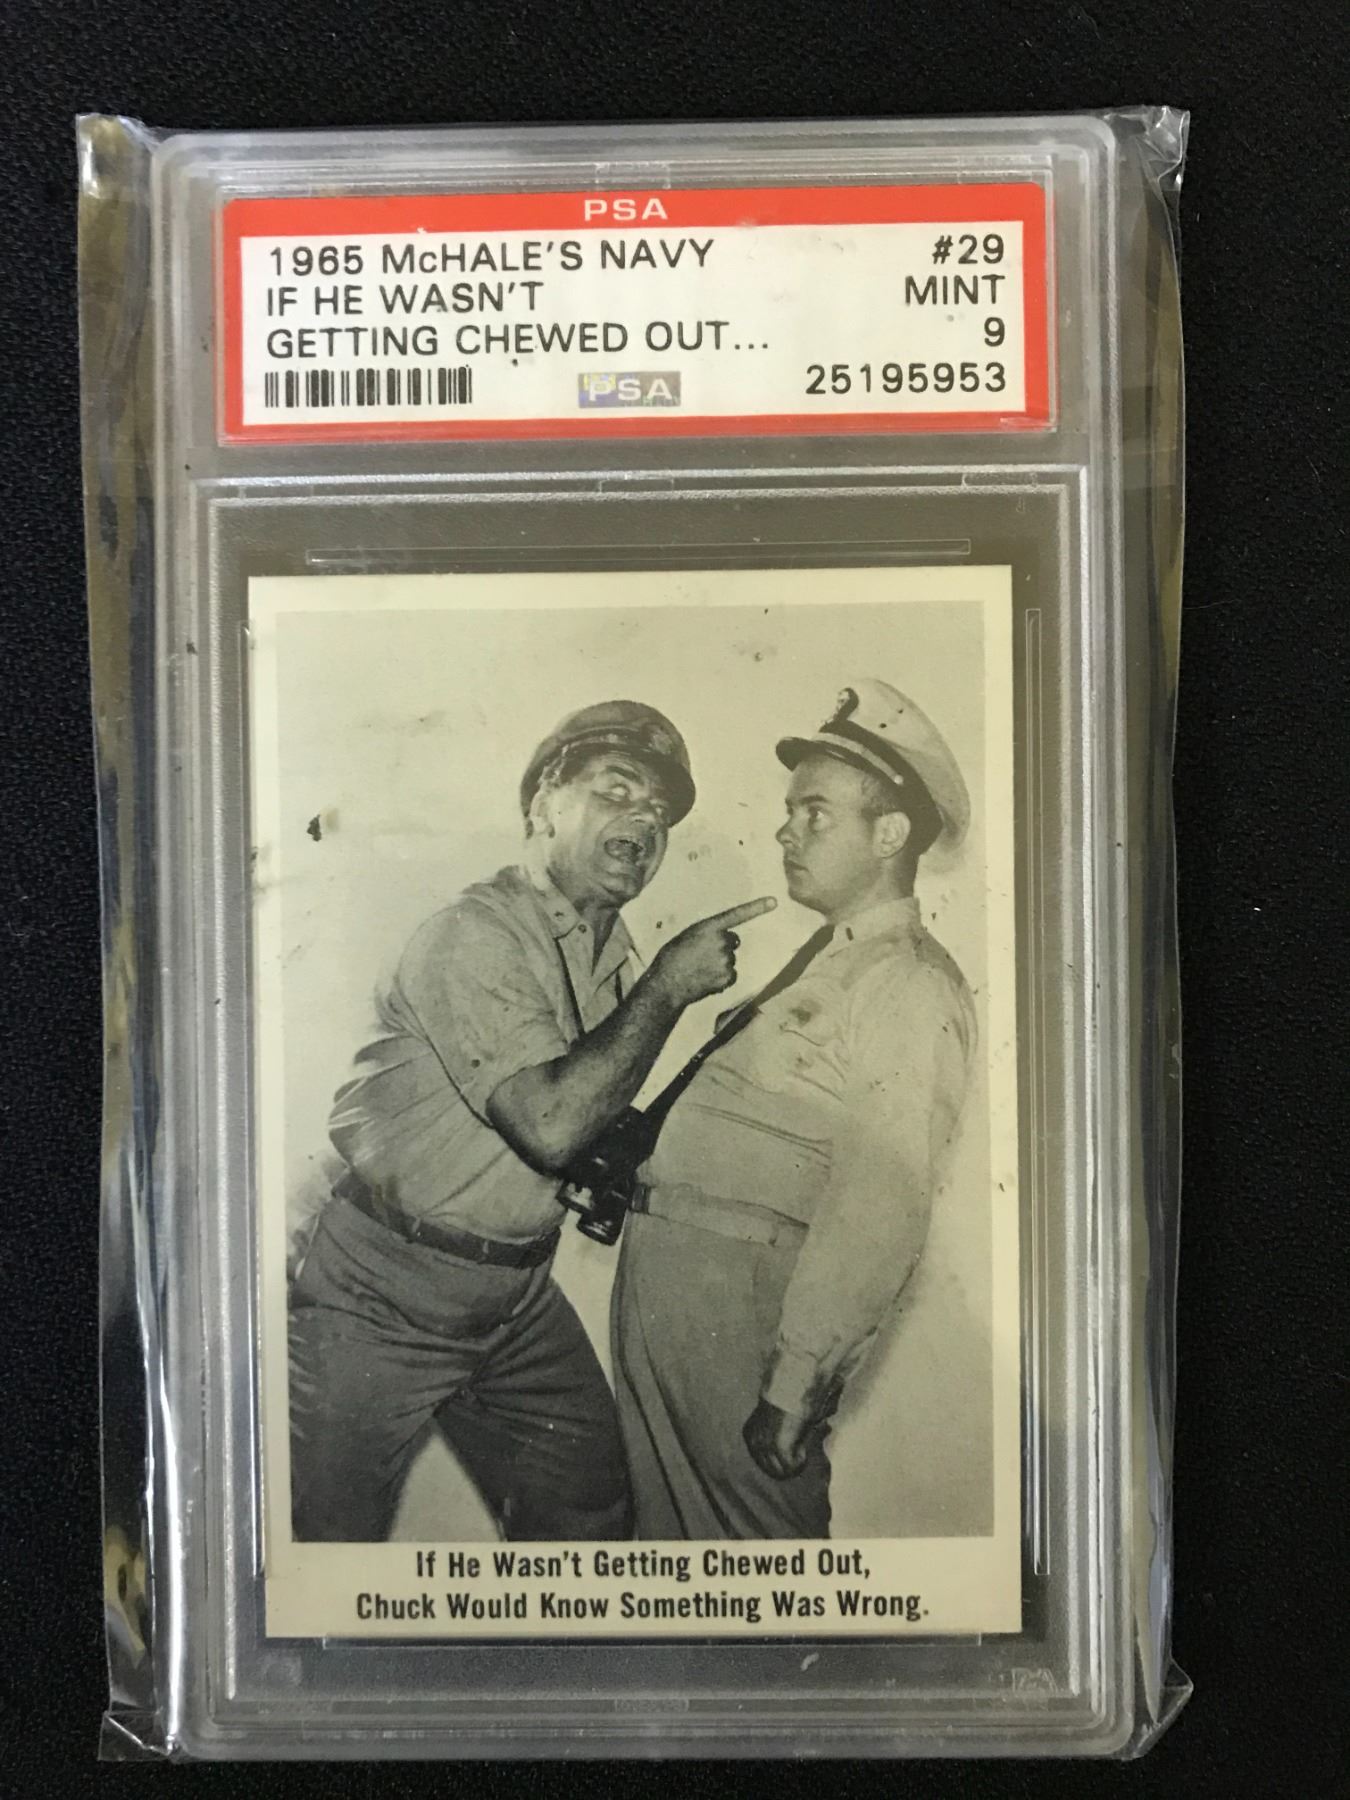 PSA
1965 McHALE'S NAVY #29
IF HE WASN'T MINT
GETTING CHEWED OUT... 9
PSA 25195953
If He Wasn't Getting Chewed Out,
Chuck Would Know Something Was Wrong.